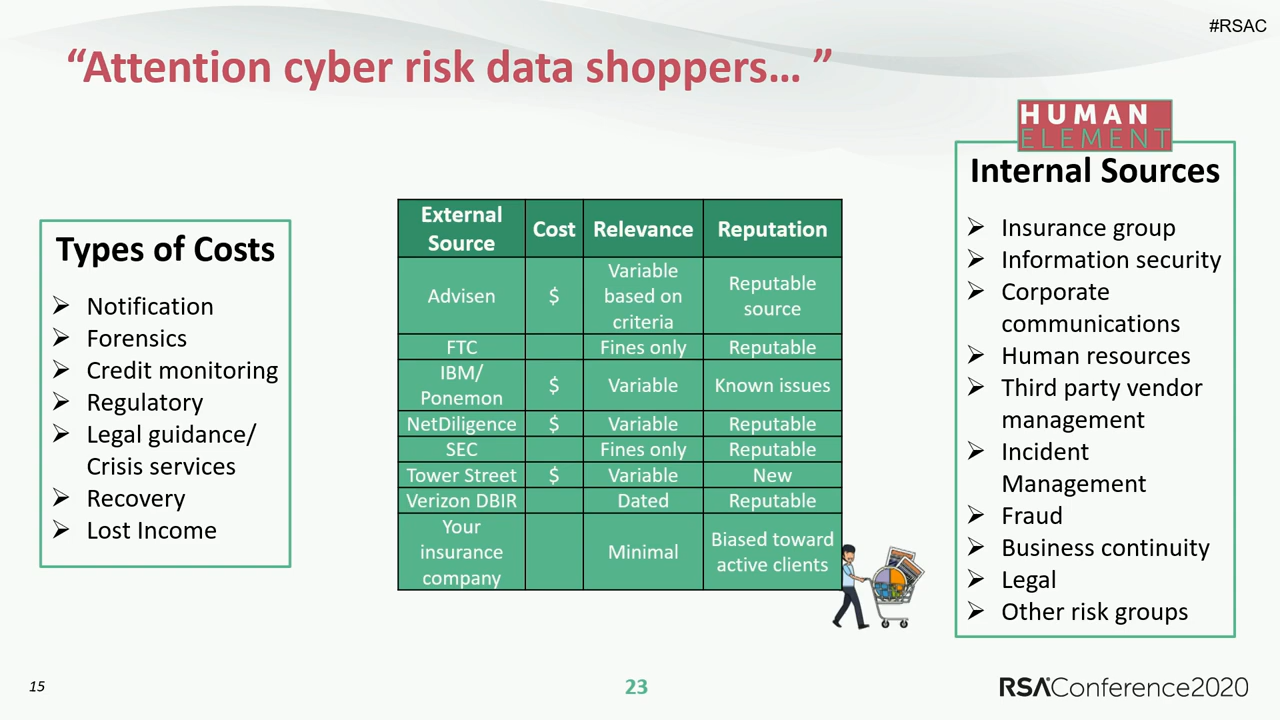 #RSAC
“Attention cyber risk data shoppers… ”
Types of Costs
➢ Notification
➢ Forensics
➢ Credit monitoring
➢ Regulatory
➢ Legal guidance/
Crisis services
➢ Recovery
➢ Lost Income
External Source | Cost | Relevance | Reputation
Advisen | $ | Variable based on criteria | Reputable source
FTC | | Fines only | Reputable
IBM/ Ponemon | $ | Variable | Known issues
NetDiligence | $ | Variable | Reputable
SEC | | Fines only | Reputable
Tower Street | $ | Variable | New
Verizon DBIR | | Dated | Reputable
Your insurance company | | Minimal | Biased toward active clients
HUMAN
ELEMENT
Internal Sources
➢ Insurance group
➢ Information security
➢ Corporate
communications
➢ Human resources
➢ Third party vendor
management
➢ Incident
Management
➢ Fraud
➢ Business continuity
➢ Legal
➢ Other risk groups
15
23
RSAConference2020